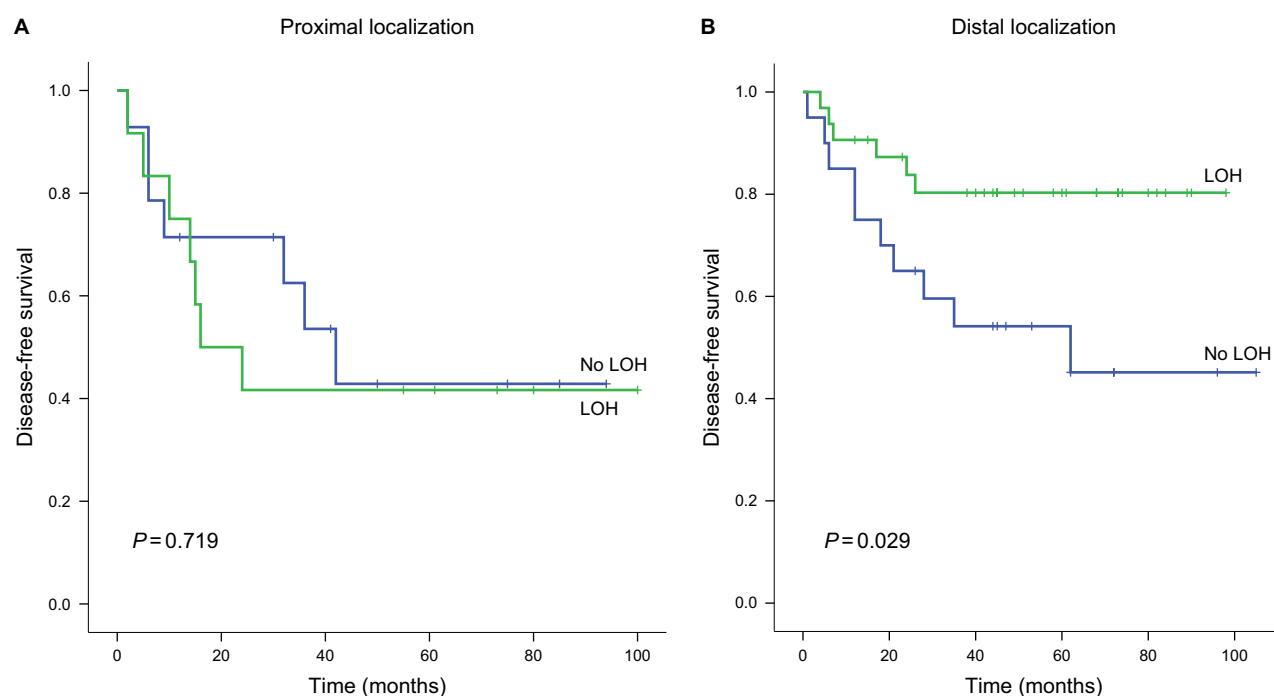 A
Proximal localization
Disease-free survival
1.0
0.8
0.6
0.4
0.2
0.0
No LOH
LOH
P=0.719
0
20
40
60
80
100
Time (months)
B
Distal localization
Disease-free survival
1.0
0.8
0.6
0.4
0.2
0.0
LOH
No LOH
P=0.029
0
20
40
60
80
100
Time (months)